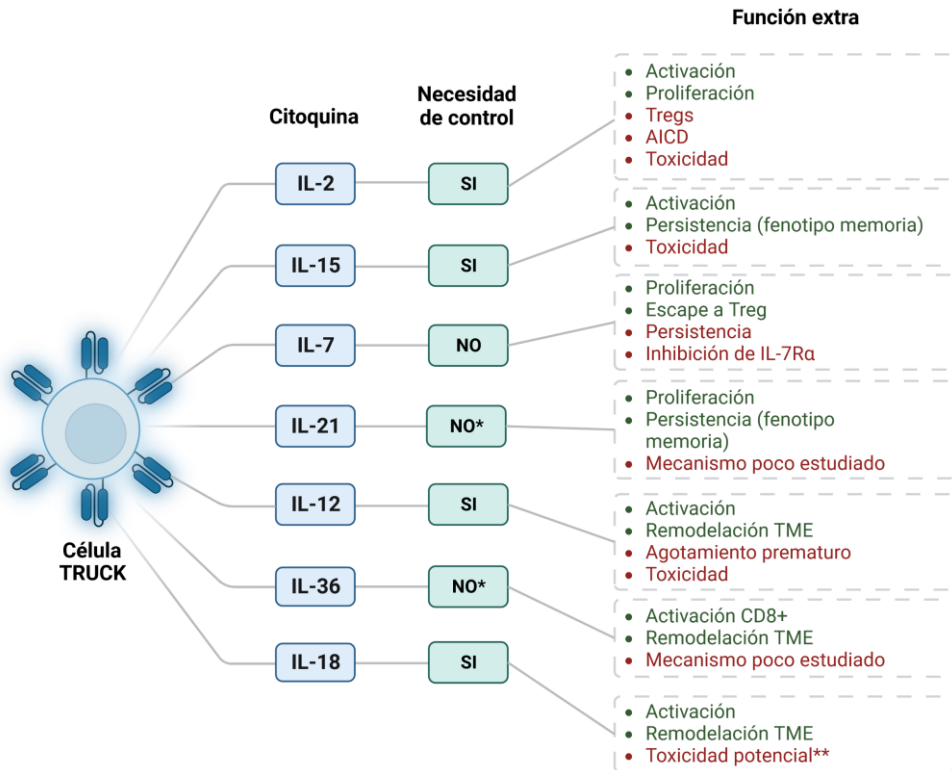 Función extra
Citoquina
Necesidad
de control
IL-2
SI
• Activación
• Proliferación
• Tregs
• AICD
• Toxicidad
IL-15
SI
• Activación
• Persistencia (fenotipo memoria)
• Toxicidad
IL-7
NO
• Proliferación
• Escape a Treg
• Persistencia
• Inhibición de IL-7Rα
IL-21
NO*
• Proliferación
• Persistencia (fenotipo
memoria)
• Mecanismo poco estudiado
IL-12
SI
• Activación
• Remodelación TME
• Agotamiento prematuro
• Toxicidad
IL-36
NO*
• Activación CD8+
• Remodelación TME
• Mecanismo poco estudiado
IL-18
SI
• Activación
• Remodelación TME
• Toxicidad potencial**
Célula
TRUCK